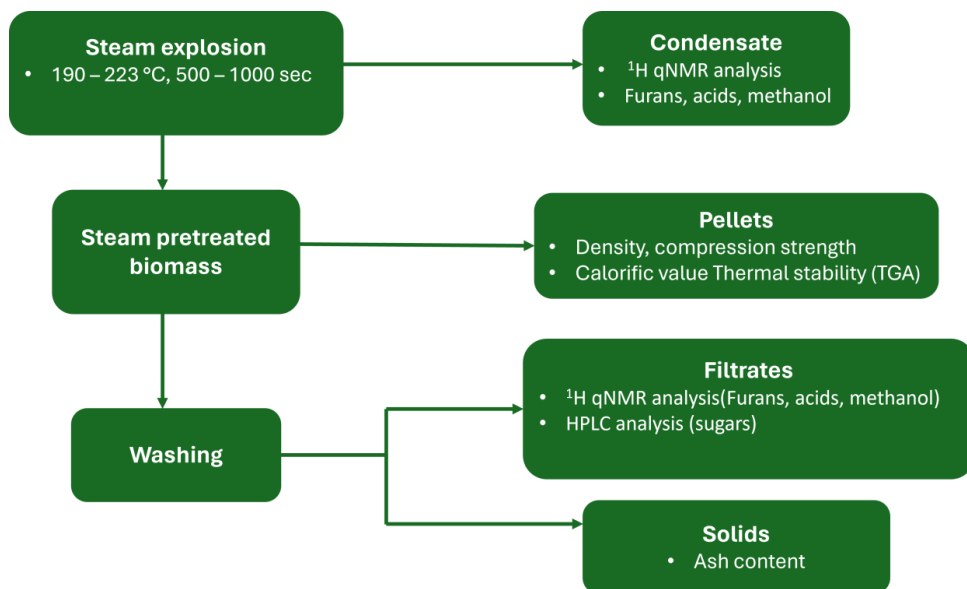 Steam explosion
• 190 – 223 ºC, 500 – 1000 sec
Condensate
• ¹H qNMR analysis
• Furans, acids, methanol
Steam pretreated
biomass
Pellets
• Density, compression strength
• Calorific value Thermal stability (TGA)
Washing
Filtrates
• ¹H qNMR analysis(Furans, acids, methanol)
• HPLC analysis (sugars)
Solids
• Ash content